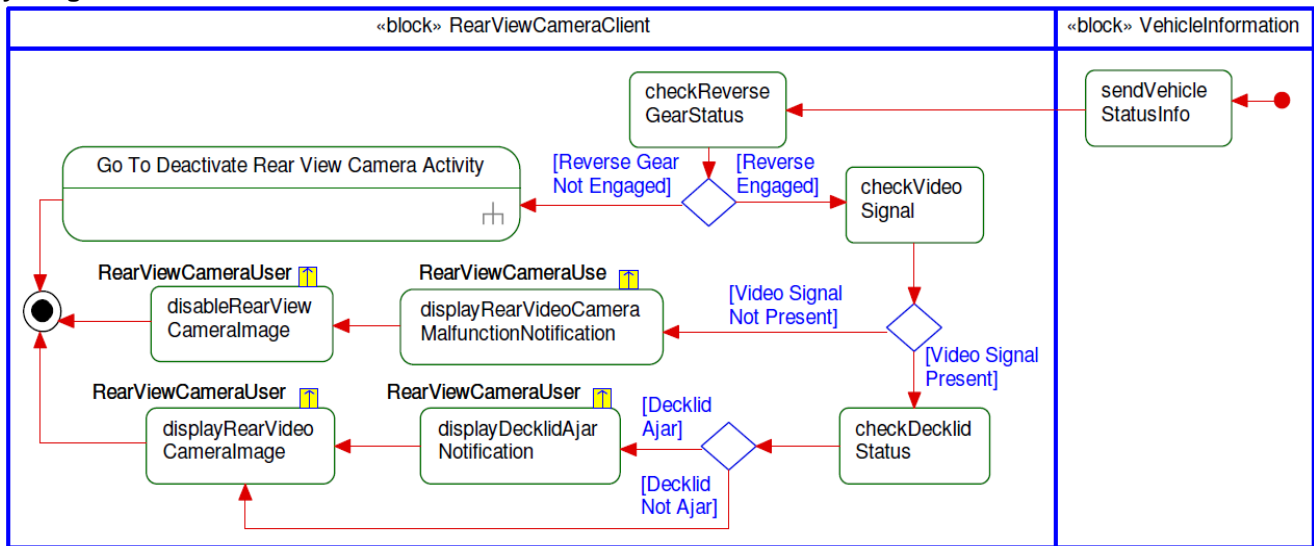 «block» RearViewCameraClient
«block» VehicleInformation
checkReverse
GearStatus
sendVehicle
StatusInfo
Go To Deactivate Rear View Camera Activity
[Reverse Gear
Not Engaged]
[Reverse
Engaged]
checkVideo
Signal
RearViewCameraUser
RearViewCameraUse
disableRearView
CameraImage
displayRearVideoCamera
MalfunctionNotification
[Video Signal
Not Present]
[Video Signal
Present]
RearViewCameraUser
RearViewCameraUser
displayRearVideo
CameraImage
displayDecklidAjar
Notification
[Decklid
Ajar]
checkDecklid
Status
[Decklid
Not Ajar]